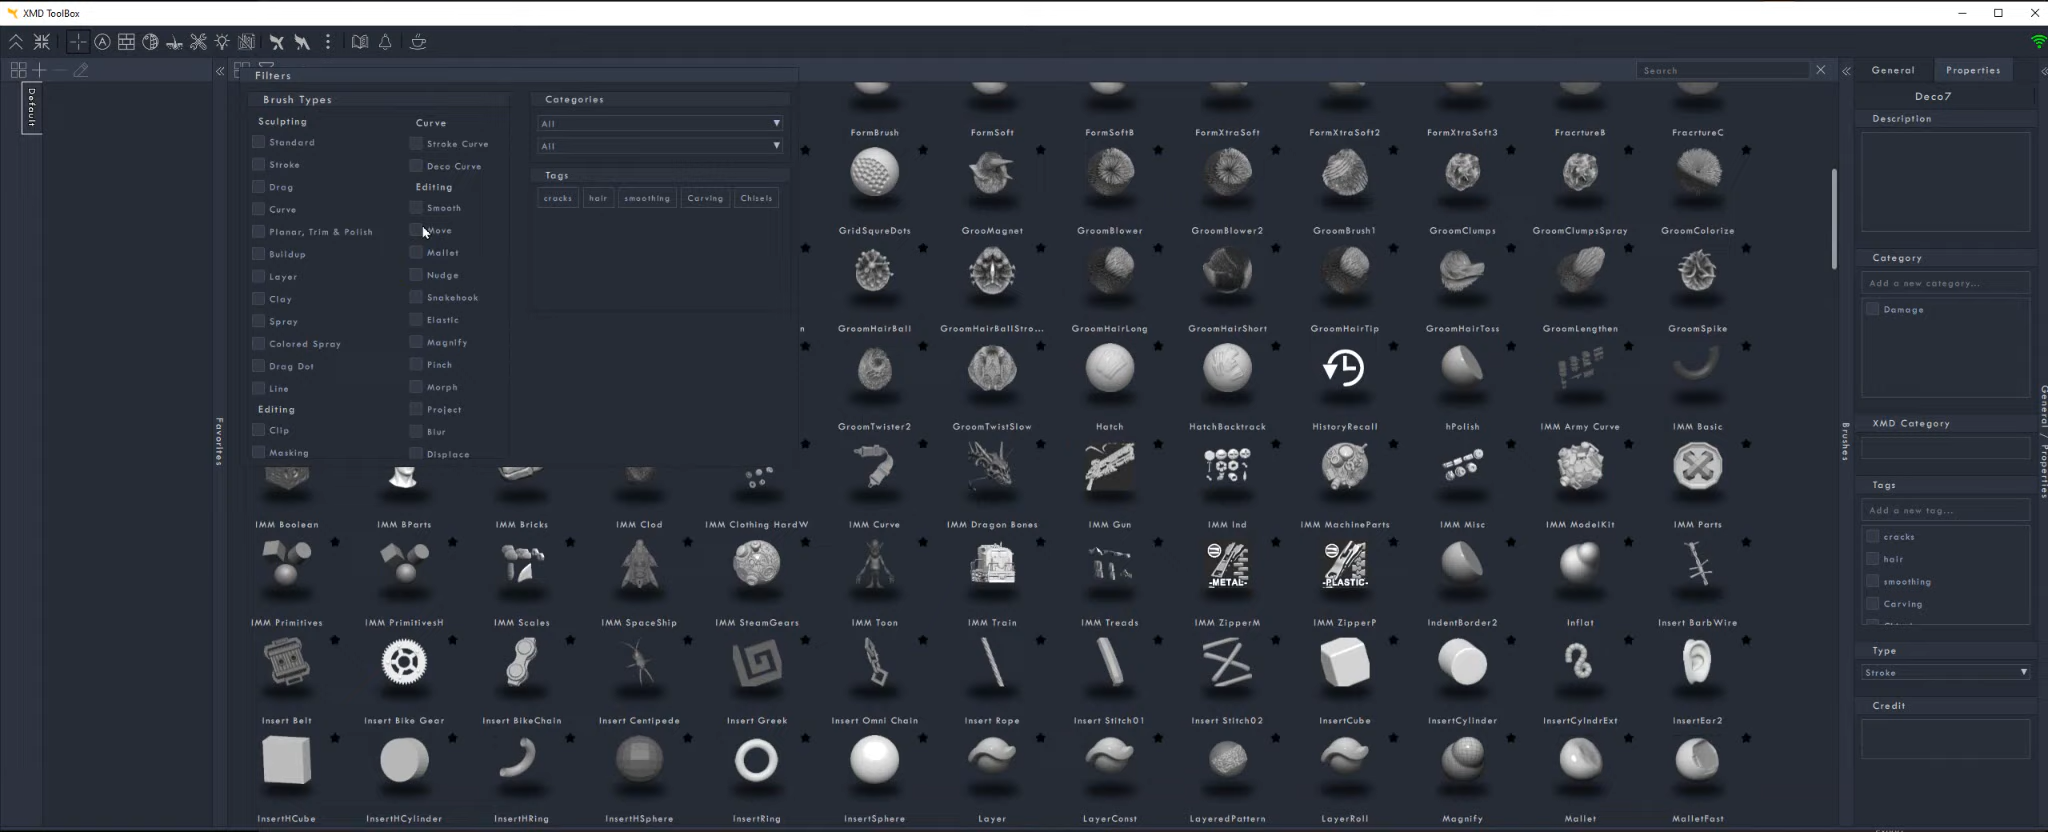 XMD ToolBox
Default
Favorites
Filters
Brush Types
Sculpting
Standard
Stroke
Drag
Curve
Planar, Trim & Polish
Buildup
Layer
Clay
Spray
Colored Spray
Drag Dot
Line
Editing
Clip
Masking
Curve
Stroke Curve
Deco Curve
Editing
Smooth
Move
Mallet
Nudge
Snakehook
Elastic
Magnify
Pinch
Morph
Project
Blur
Displace
Categories
All
All
Tags
cracks hair smoothing Carving Chisels
Search
FormBrush FormSoft FormSoftB FormXtraSoft FormXtraSoft2 FormXtraSoft3 FracrtureB FracrtureC
GridSqureDots GrooMagnet GroomBlower GroomBlower2 GroomBrush1 GroomClumps GroomClumpsSpray GroomColorize
GroomHairBall GroomHairBallStro... GroomHairLong GroomHairShort GroomHairTip GroomHairToss GroomLengthen GroomSpike
GroomTwister2 GroomTwistSlow Hatch HatchBacktrack HistoryRecall hPolish IMM Army Curve IMM Basic
IMM Boolean IMM BParts IMM Bricks IMM Clod IMM Clothing HardW IMM Curve IMM Dragon Bones IMM Gun IMM Ind IMM MachineParts IMM Misc IMM ModelKit IMM Parts
-METAL- -PLASTIC-
IMM Primitives IMM PrimitivesH IMM Scales IMM SpaceShip IMM SteamGears IMM Toon IMM Train IMM Treads IMM ZipperM IMM ZipperP IndentBorder2 Inflat Insert BarbWire
Insert Belt Insert Bike Gear Insert BikeChain Insert Centipede Insert Greek Insert Omni Chain Insert Rope Insert Stitch01 Insert Stitch02 InsertCube InsertCylinder InsertCylndrExt InsertEar2
InsertHCube InsertHCylinder InsertHRing InsertHSphere InsertRing InsertSphere Layer LayerConst LayeredPattern LayerRoll Magnify Mallet MalletFast
Brushes
General Properties
Deco7
Description
Category
Add a new category...
Damage
XMD Category
Tags
Add a new tag...
cracks
hair
smoothing
Carving
Type
Stroke
Credit
General / Properties